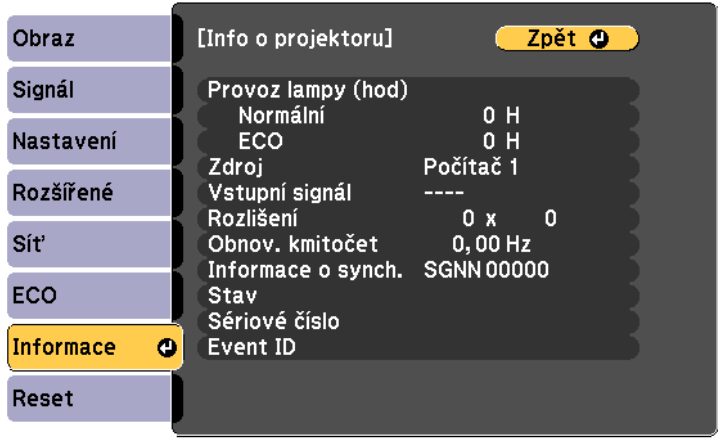 Obraz
Signál
Nastavení
Rozšířené
Síť
ECO
Informace
Reset
[Info o projektoru]
Zpět
Provoz lampy (hod)
Normální 0 H
ECO 0 H
Zdroj Počítač 1
Vstupní signál ----
Rozlišení 0 x 0
Obnov. kmitočet 0,00 Hz
Informace o synch. SGNN 00000
Stav
Sériové číslo
Event ID